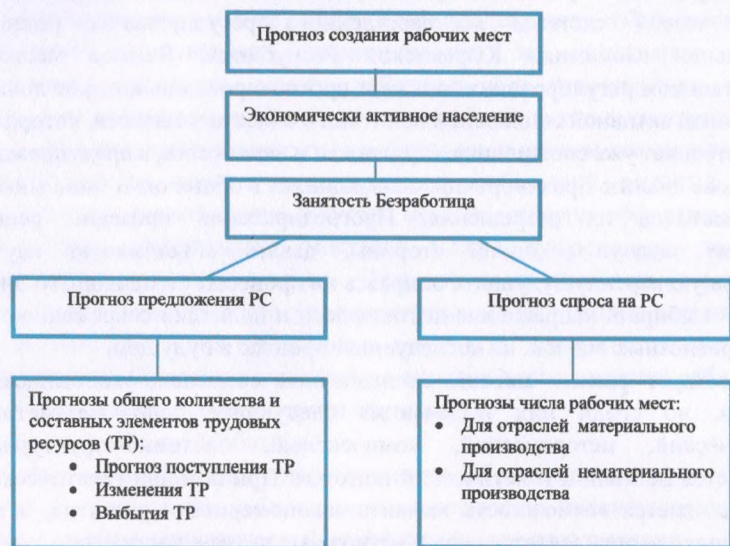 Прогноз создания рабочих мест
Экономически активное население
Занятость Безработица
Прогноз предложения РС
Прогноз спроса на РС
Прогнозы общего количества и
составных элементов трудовых
ресурсов (ТР):
• Прогноз поступления ТР
• Изменения ТР
• Выбытия ТР
Прогнозы числа рабочих мест:
• Для отраслей материального
производства
• Для отраслей нематериального
производства